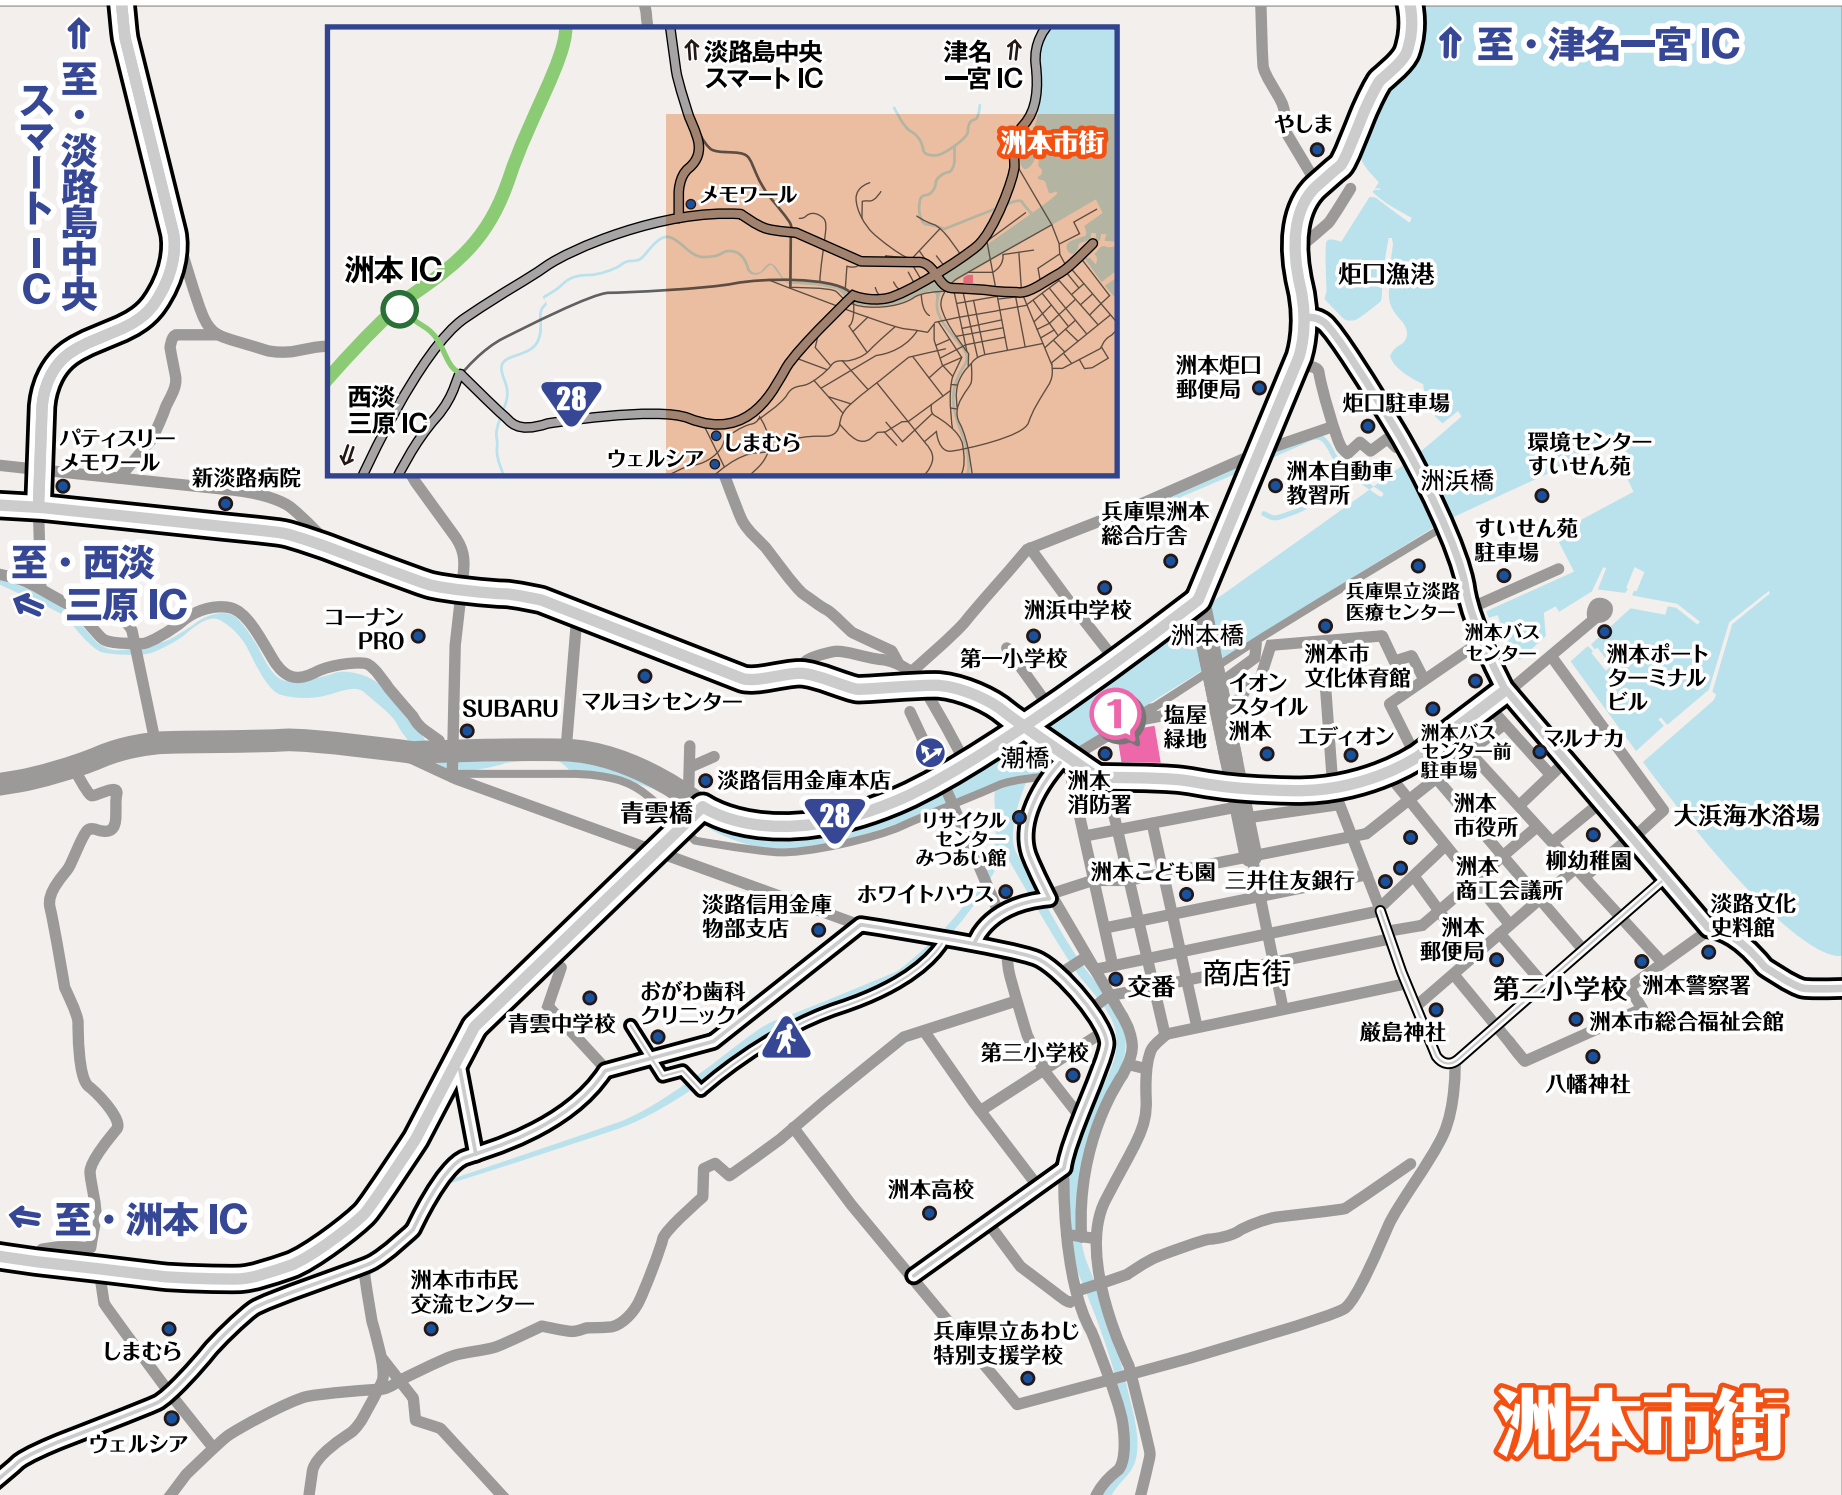 ⇑ 至・淡路島中央
スマートIC
⇑ 淡路島中央
スマートIC
津名 ⇑
一宮IC
洲本市街
メモワール
洲本IC
西淡
三原IC
28
しまむら
ウェルシア
⇑ 至・津名一宮IC
やしま
炬口漁港
洲本炬口
郵便局
炬口駐車場
環境センター
すいせん苑
洲本自動車
教習所
洲浜橋
すいせん苑
駐車場
パティスリー
メモワール
新淡路病院
至・西淡
⇐ 三原IC
兵庫県洲本
総合庁舎
洲浜中学校
兵庫県立淡路
医療センター
コーナン
PRO
第一小学校
洲本橋
洲本市
文化体育館
洲本バス
センター
洲本ポート
ターミナル
ビル
SUBARU
マルヨシセンター
1
塩屋
緑地
イオン
スタイル
洲本
エディオン
洲本バス
センター前
駐車場
マルナカ
潮橋
洲本
消防署
淡路信用金庫本店
青雲橋
28
リサイクル
センター
みつあい館
洲本
市役所
大浜海水浴場
柳幼稚園
洲本こども園
三井住友銀行
洲本
商工会議所
ホワイトハウス
淡路信用金庫
物部支店
淡路文化
史料館
洲本
郵便局
交番
商店街
第二小学校
洲本警察署
おがわ歯科
クリニック
青雲中学校
厳島神社
洲本市総合福祉会館
第三小学校
八幡神社
洲本高校
⇐ 至・洲本IC
洲本市市民
交流センター
しまむら
兵庫県立あわじ
特別支援学校
ウェルシア
洲本市街